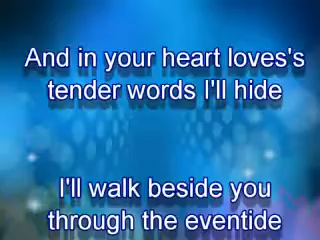 And in your heart loves's
tender words I'll hide
I'll walk beside you
through the eventide